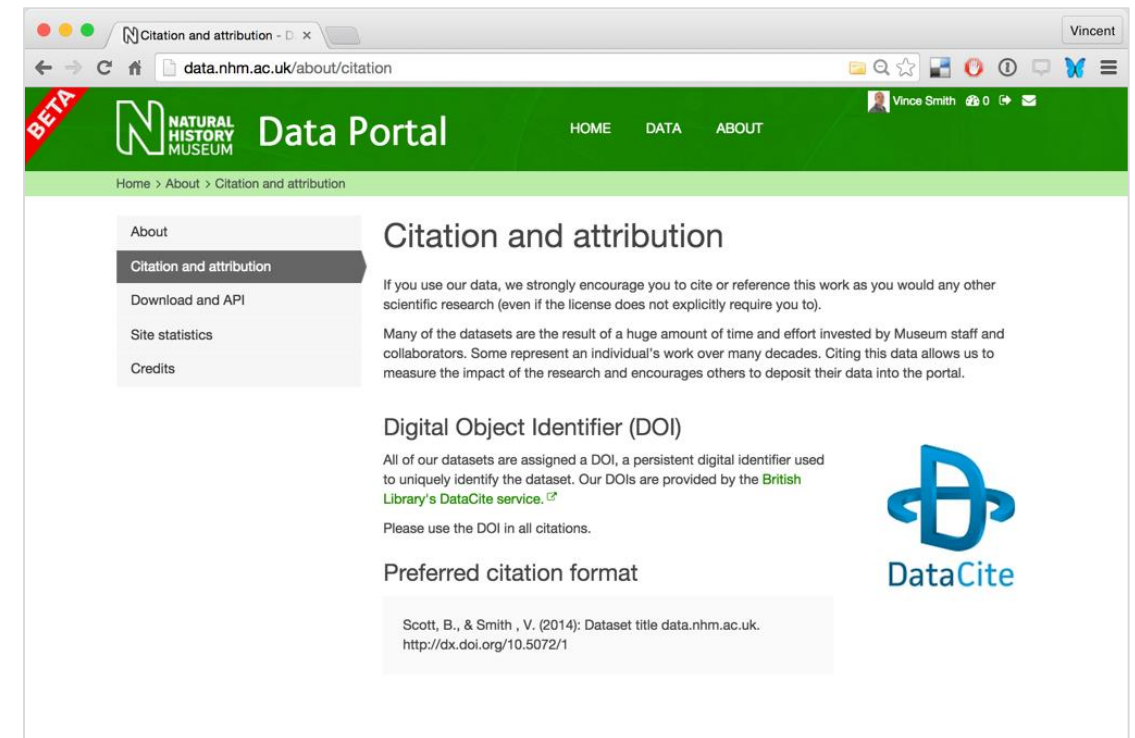 Citation and attribution - D
Vincent
data.nhm.ac.uk/about/citation
BETA
NATURAL
HISTORY
MUSEUM
Data Portal
HOME DATA ABOUT
Vince Smith 0
Home > About > Citation and attribution
About
Citation and attribution
Download and API
Site statistics
Credits
Citation and attribution
If you use our data, we strongly encourage you to cite or reference this work as you would any other
scientific research (even if the license does not explicitly require you to).
Many of the datasets are the result of a huge amount of time and effort invested by Museum staff and
collaborators. Some represent an individual's work over many decades. Citing this data allows us to
measure the impact of the research and encourages others to deposit their data into the portal.
Digital Object Identifier (DOI)
All of our datasets are assigned a DOI, a persistent digital identifier used
to uniquely identify the dataset. Our DOIs are provided by the British
Library's DataCite service.
Please use the DOI in all citations.
DataCite
Preferred citation format
Scott, B., & Smith , V. (2014): Dataset title data.nhm.ac.uk.
http://dx.doi.org/10.5072/1